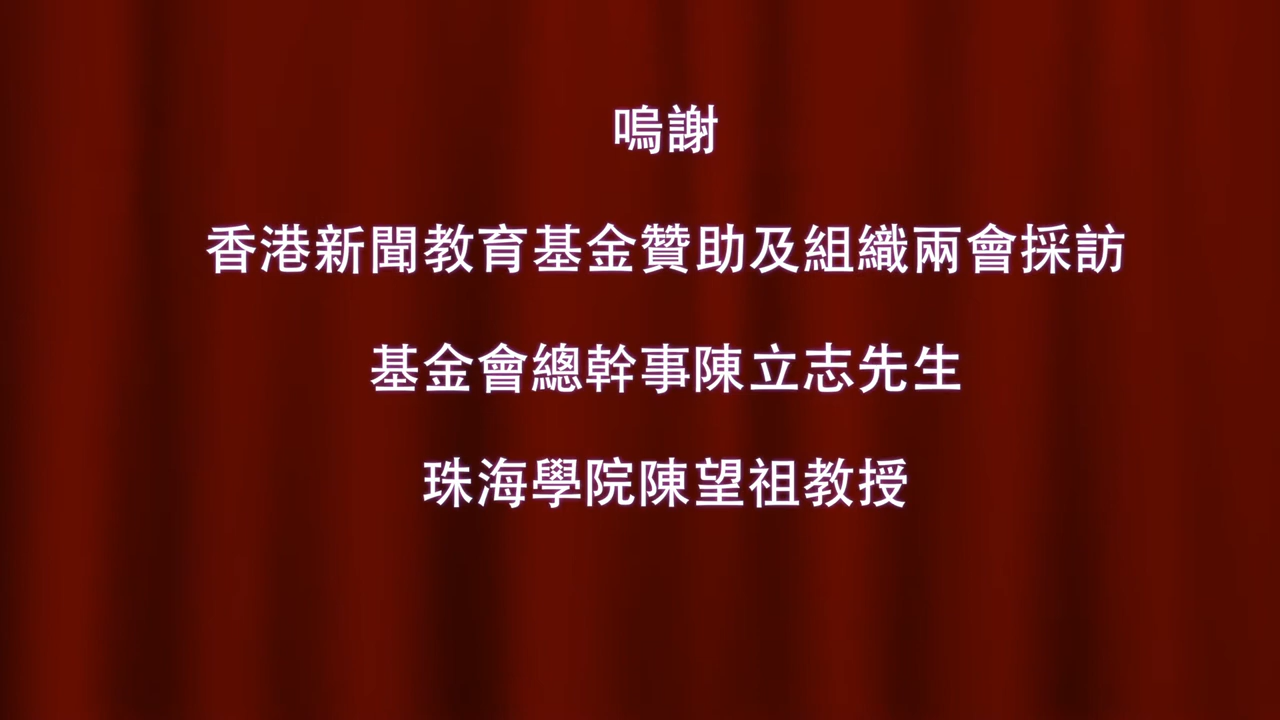 嗚謝
香港新聞教育基金贊助及組織兩會採訪
基金會總幹事陳立志先生
珠海學院陳望祖教授